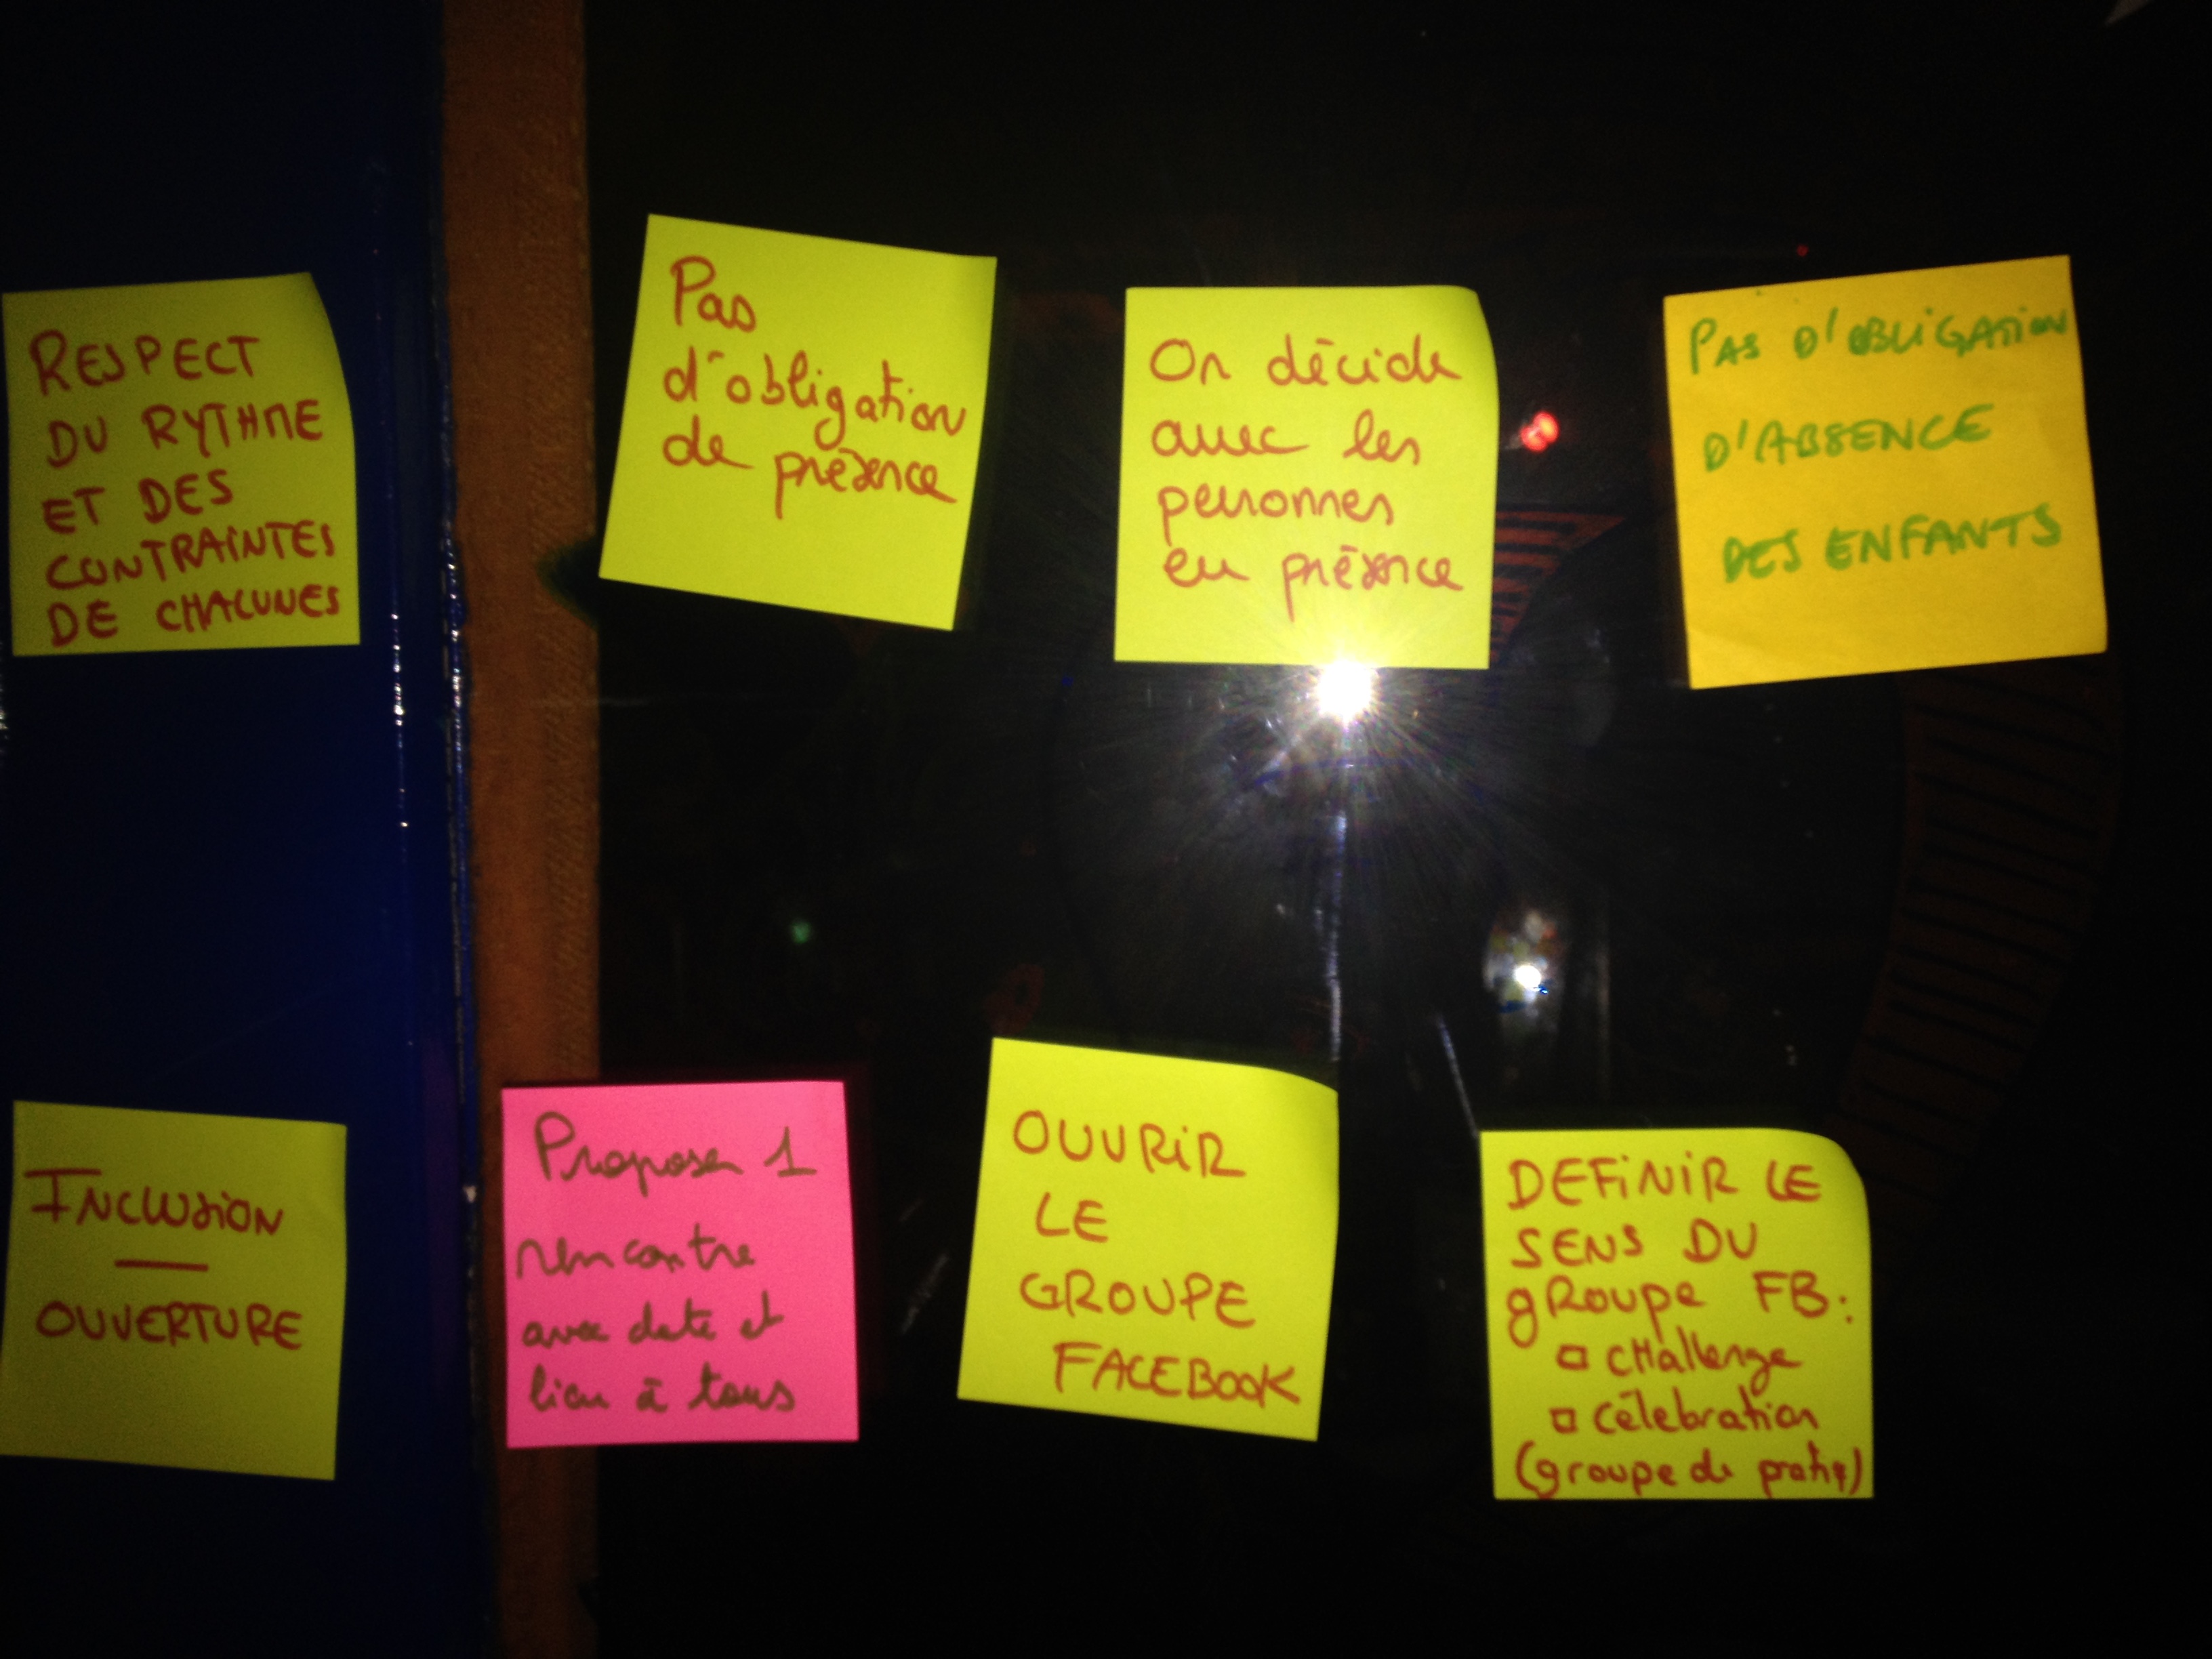 RESPECT
DU RYTHME
ET DES
CONTRAINTES
DE CHACUNES
Pas
d'obligation
de présence
On décide
avec les
personnes
en présence
PAS D'OBLIGATION
D'ABSENCE
DES ENFANTS
INCLUSION
—
OUVERTURE
Proposer 1
rencontre
avec date et
lieu à tous
OUVRIR
LE
GROUPE
FACEBOOK
DEFINIR LE
SENS DU
gROUpe FB:
□ cHallenge
□ célébration
(groupe de pratiq)